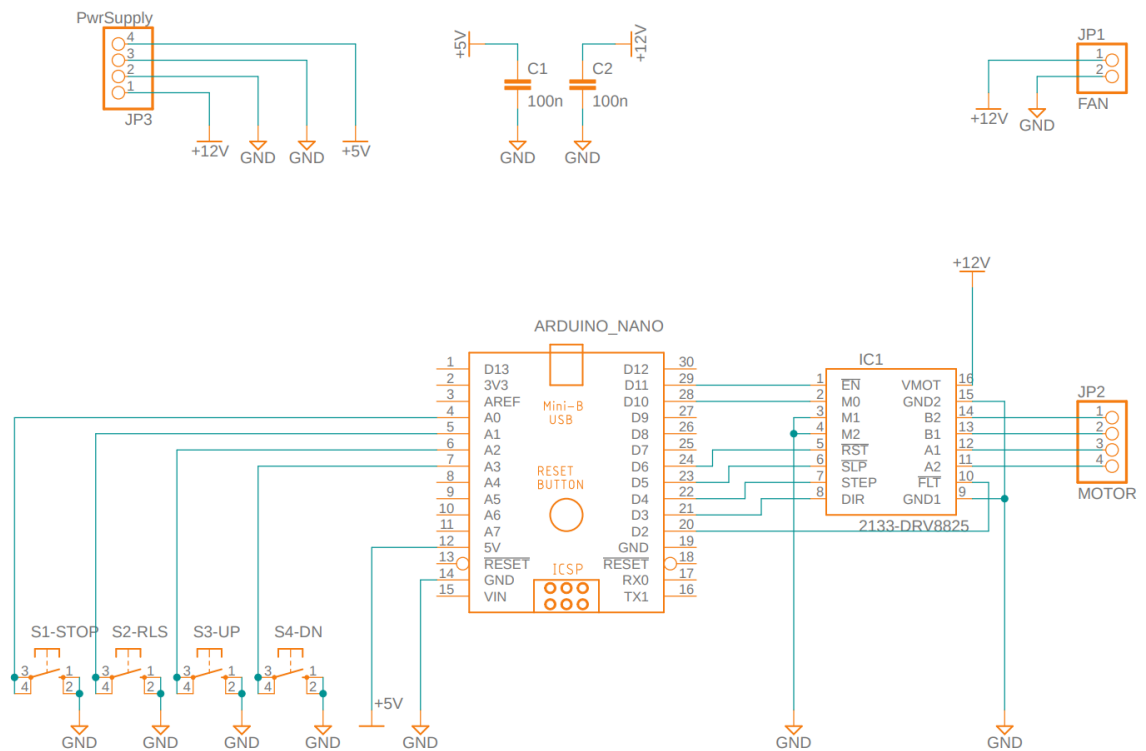 PwrSupply
4
3
2
1
JP3
+12V
GND
GND
+5V
+5V
C1
100n
GND
+12V
C2
100n
GND
JP1
1
2
FAN
+12V
GND
ARDUINO_NANO
Mini-B
USB
RESET
BUTTON
ICSP
1 D13
2 3V3
3 AREF
4 A0
5 A1
6 A2
7 A3
8 A4
9 A5
10 A6
11 A7
12 5V
13 RESET
14 GND
15 VIN
D12 30
D11 29
D10 28
D9 27
D8 26
D7 25
D6 24
D5 23
D4 22
D3 21
D2 20
GND 19
RESET 18
RX0 17
TX1 16
+12V
IC1
1 EN
2 M0
3 M1
4 M2
5 RST
6 SLP
7 STEP
8 DIR
VMOT 16
GND2 15
B2 14
B1 13
A1 12
A2 11
FLT 10
GND1 9
2133-DRV8825
JP2
1
2
3
4
MOTOR
S1-STOP
3 1
4 2
GND
S2-RLS
3 1
4 2
GND
S3-UP
3 1
4 2
GND
S4-DN
3 1
4 2
GND
+5V
GND
GND
GND